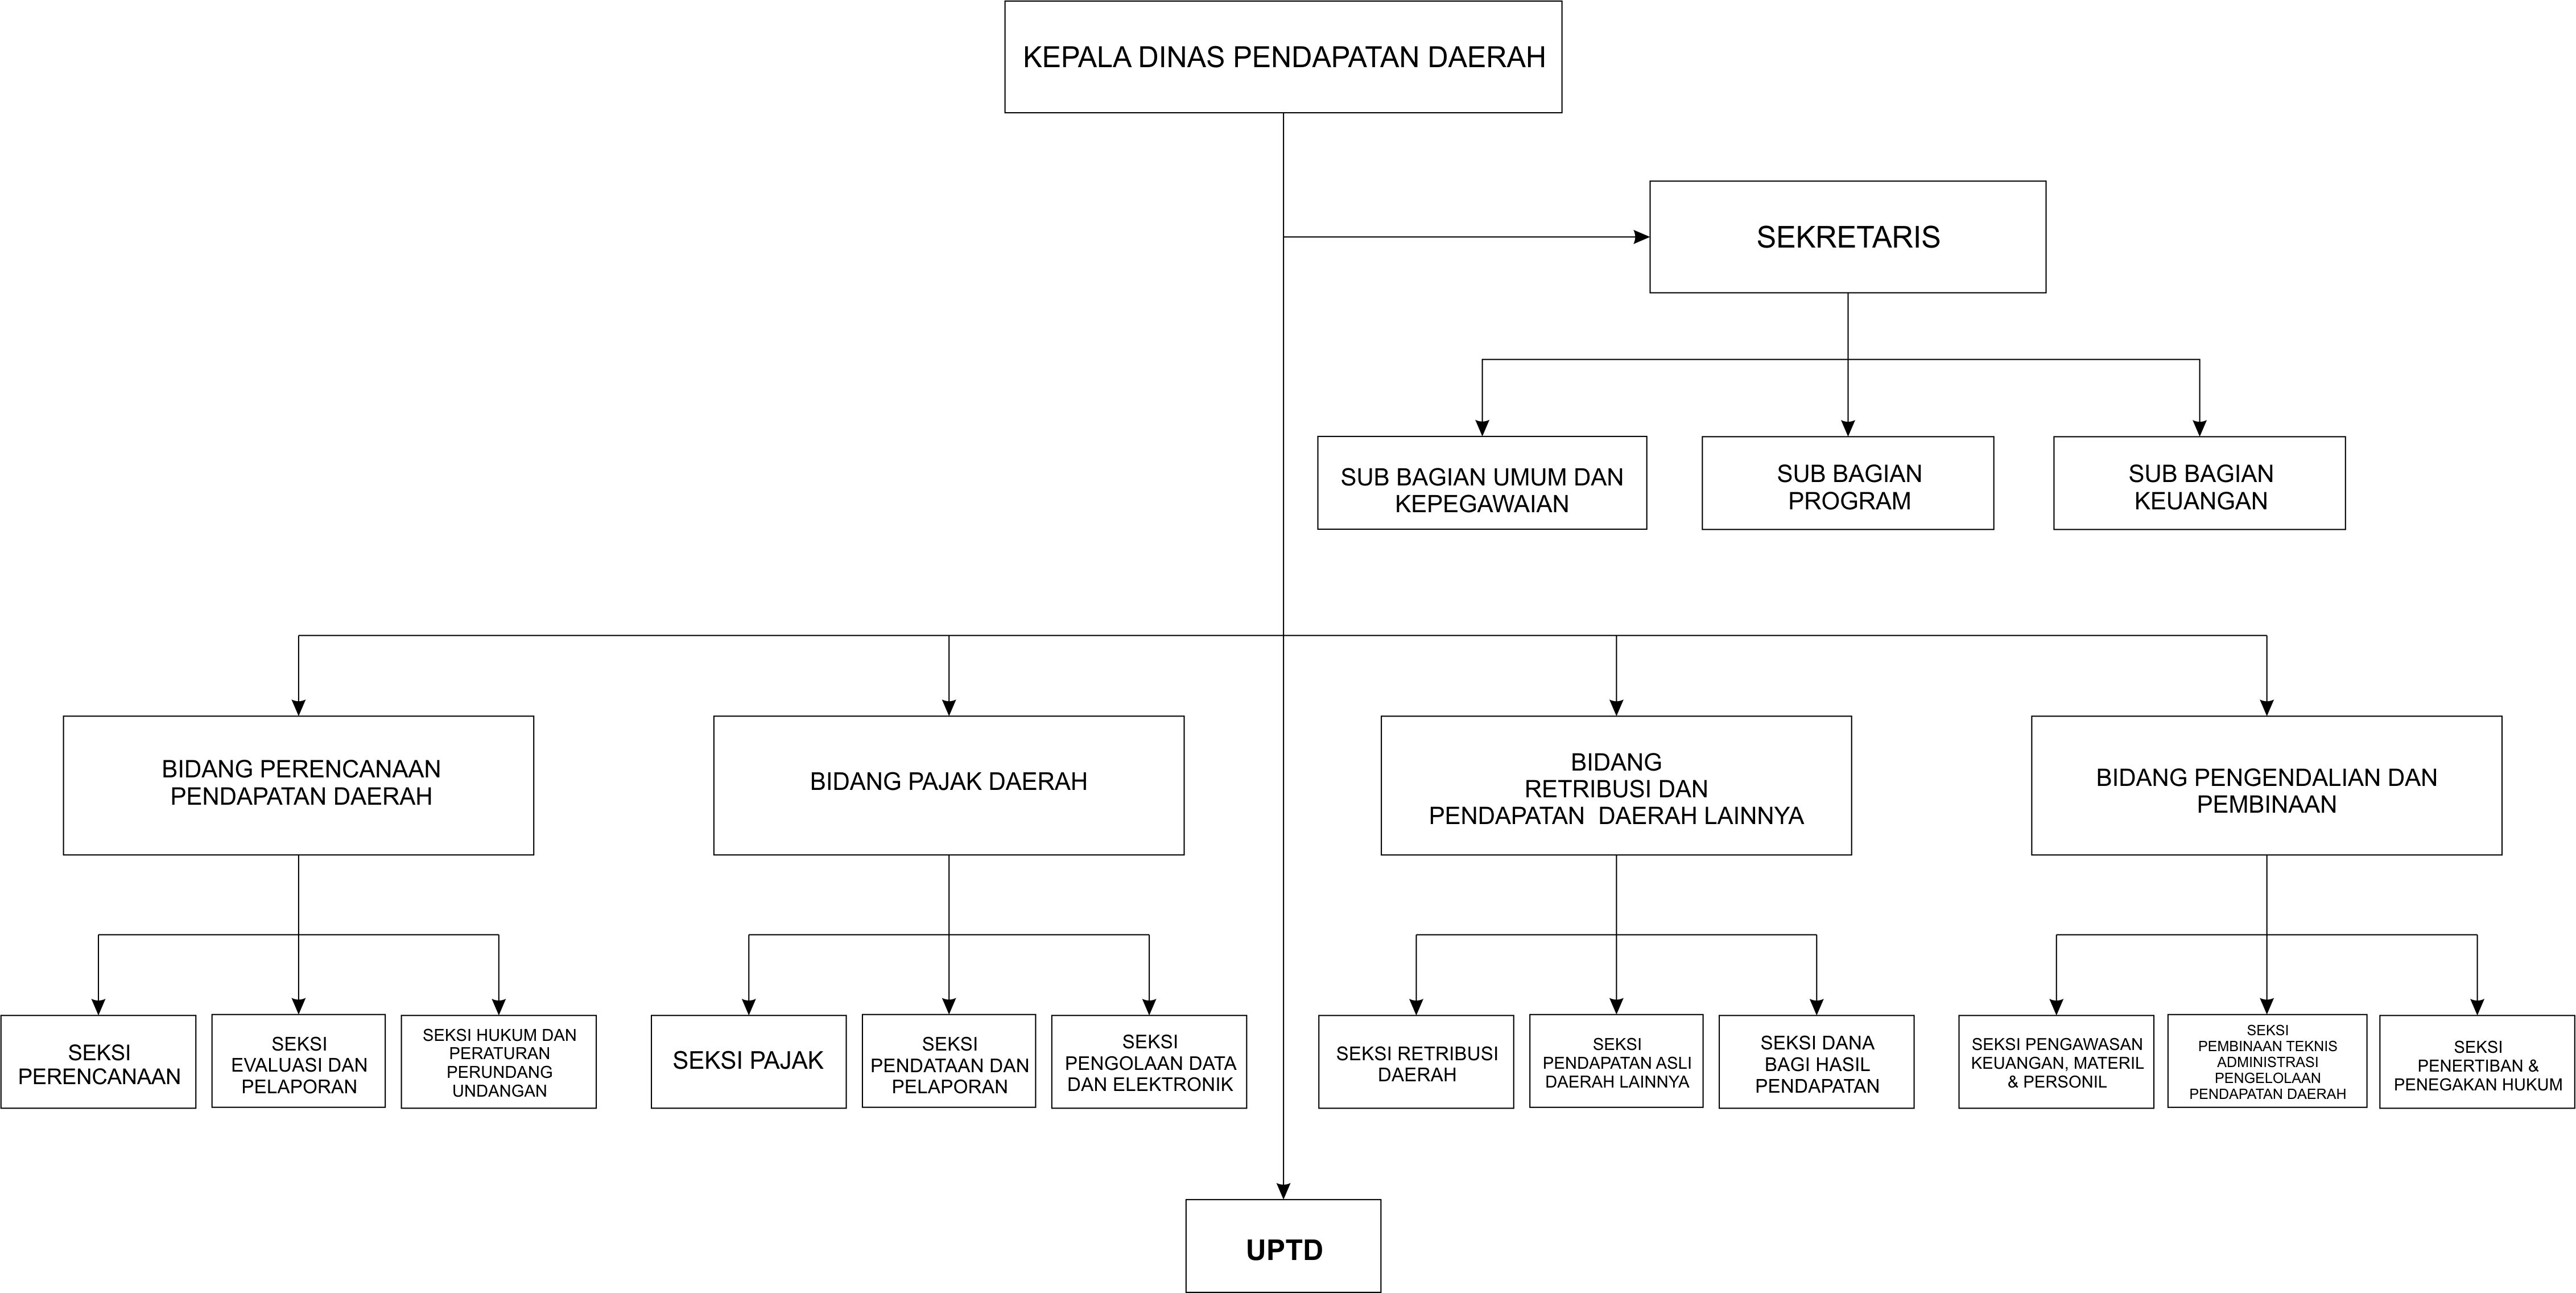 KEPALA DINAS PENDAPATAN DAERAH
SEKRETARIS
SUB BAGIAN UMUM DAN
KEPEGAWAIAN
SUB BAGIAN
PROGRAM
SUB BAGIAN
KEUANGAN
BIDANG PERENCANAAN
PENDAPATAN DAERAH
BIDANG PAJAK DAERAH
BIDANG
RETRIBUSI DAN
PENDAPATAN DAERAH LAINNYA
BIDANG PENGENDALIAN DAN
PEMBINAAN
SEKSI
PERENCANAAN
SEKSI
EVALUASI DAN
PELAPORAN
SEKSI HUKUM DAN
PERATURAN
PERUNDANG
UNDANGAN
SEKSI PAJAK
SEKSI
PENDATAAN DAN
PELAPORAN
SEKSI
PENGOLAAN DATA
DAN ELEKTRONIK
SEKSI RETRIBUSI
DAERAH
SEKSI
PENDAPATAN ASLI
DAERAH LAINNYA
SEKSI DANA
BAGI HASIL
PENDAPATAN
SEKSI PENGAWASAN
KEUANGAN, MATERIL
& PERSONIL
SEKSI
PEMBINAAN TEKNIS
ADMINISTRASI
PENGELOLAAN
PENDAPATAN DAERAH
SEKSI
PENERTIBAN &
PENEGAKAN HUKUM
UPTD